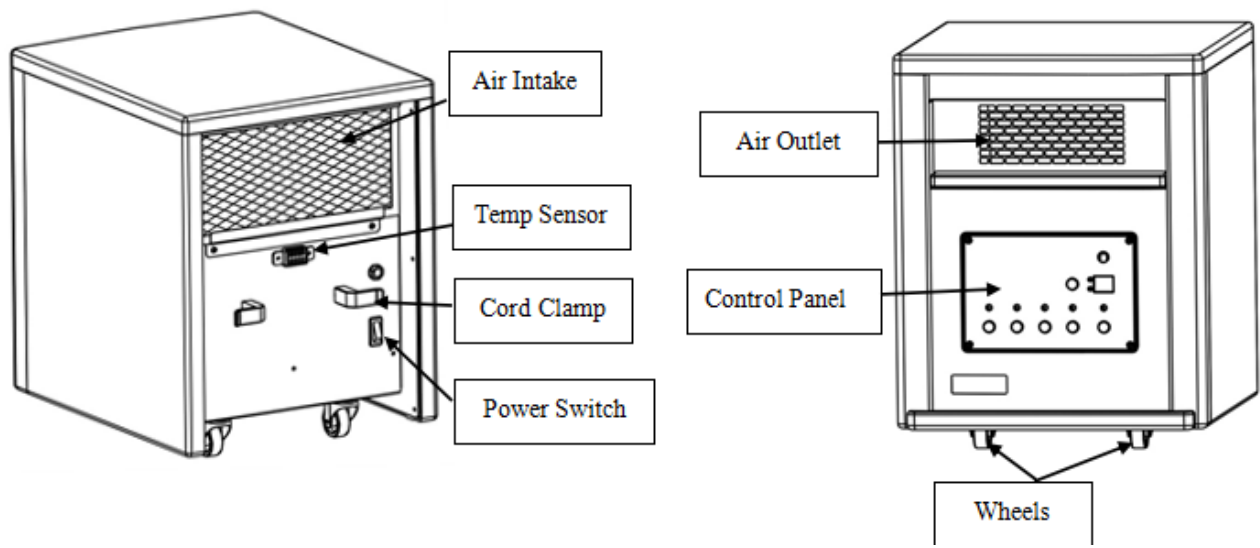 Air Intake
Temp Sensor
Cord Clamp
Power Switch
Air Outlet
Control Panel
Wheels